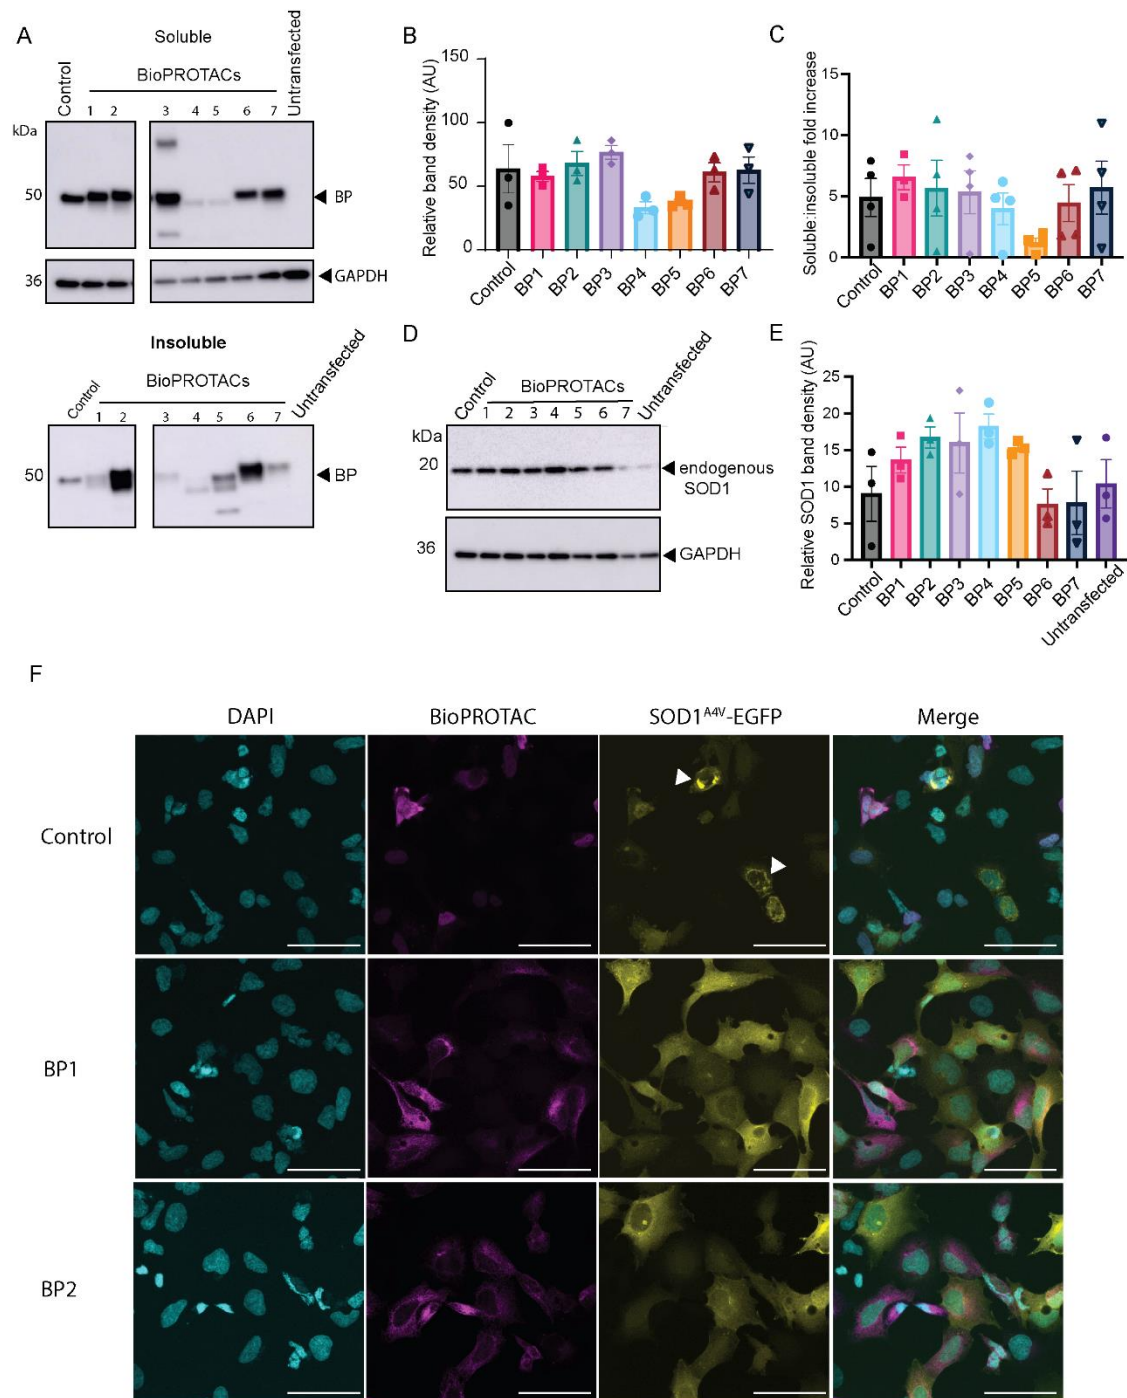 A
Soluble
BioPROTACs
Control
1 2 3 4 5 6 7
Untransfected
kDa
50
BP
36
GAPDH
Insoluble
BioPROTACs
Control
1 2 3 4 5 6 7
Untransfected
50
BP
B
Relative band density (AU)
150
100
50
0
Control
BP1
BP2
BP3
BP4
BP5
BP6
BP7
C
Soluble:insoluble fold increase
15
10
5
0
Control
BP1
BP2
BP3
BP4
BP5
BP6
BP7
D
Control
BioPROTACs
1 2 3 4 5 6 7
Untransfected
kDa
20
endogenous
SOD1
36
GAPDH
E
Relative SOD1 band density (AU)
25
20
15
10
5
0
Control
BP1
BP2
BP3
BP4
BP5
BP6
BP7
Untransfected
F
DAPI BioPROTAC SOD1ᴬ⁴ⱽ-EGFP Merge
Control
BP1
BP2